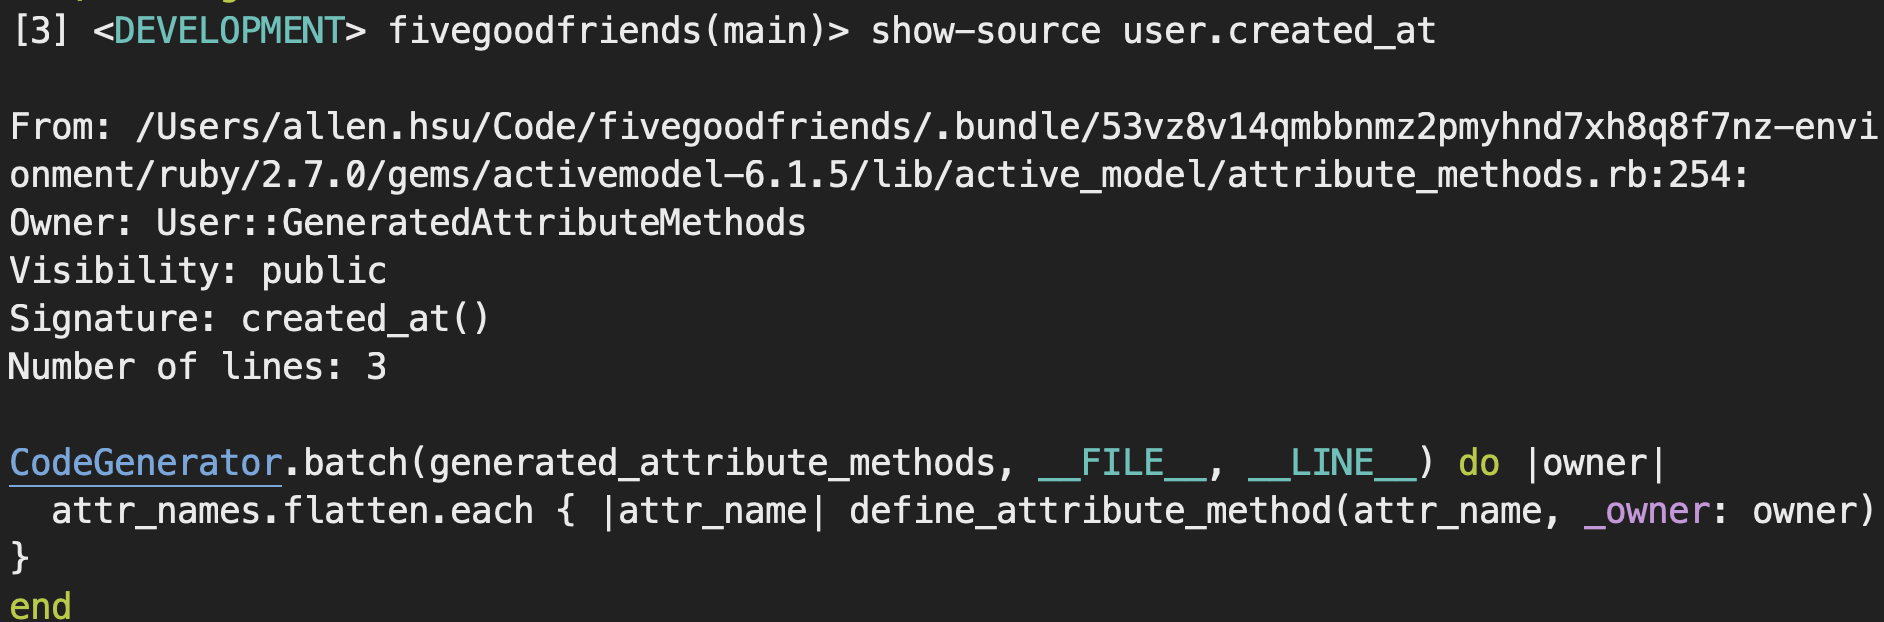 [3] <DEVELOPMENT> fivegoodfriends(main)> show-source user.created_at
From: /Users/allen.hsu/Code/fivegoodfriends/.bundle/53vz8v14qmbbnmz2pmyhnd7xh8q8f7nz-envi
onment/ruby/2.7.0/gems/activemodel-6.1.5/lib/active_model/attribute_methods.rb:254:
Owner: User::GeneratedAttributeMethods
Visibility: public
Signature: created_at()
Number of lines: 3
CodeGenerator.batch(generated_attribute_methods, __FILE__, __LINE__) do |owner|
  attr_names.flatten.each { |attr_name| define_attribute_method(attr_name, _owner: owner)
}
end